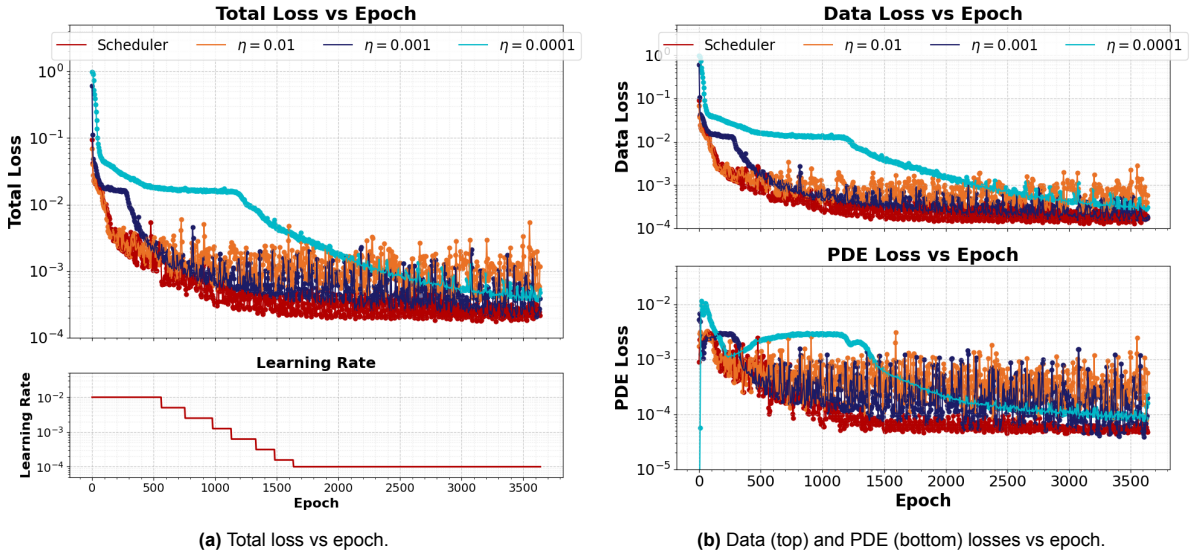 Total Loss vs Epoch
Scheduler η = 0.01 η = 0.001 η = 0.0001
Total Loss
10⁰
10⁻¹
10⁻²
10⁻³
10⁻⁴
Learning Rate
Learning Rate
10⁻²
10⁻³
10⁻⁴
0 500 1000 1500 2000 2500 3000 3500
Epoch
(a) Total loss vs epoch.
Data Loss vs Epoch
Scheduler η = 0.01 η = 0.001 η = 0.0001
Data Loss
10⁰
10⁻¹
10⁻²
10⁻³
10⁻⁴
PDE Loss vs Epoch
PDE Loss
10⁻²
10⁻³
10⁻⁴
10⁻⁵
0 500 1000 1500 2000 2500 3000 3500
Epoch
(b) Data (top) and PDE (bottom) losses vs epoch.